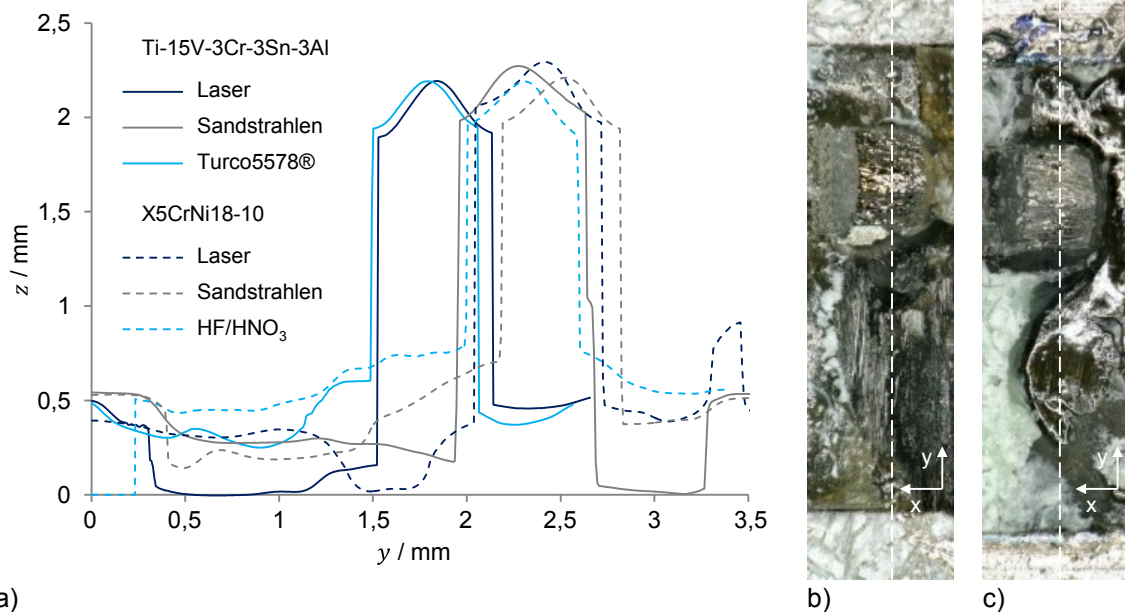 2,5
2
1,5
1
0,5
0
z / mm
Ti-15V-3Cr-3Sn-3Al
Laser
Sandstrahlen
Turco5578®
X5CrNi18-10
Laser
Sandstrahlen
HF/HNO₃
0 0,5 1 1,5 2 2,5 3 3,5
y / mm
y
x
y
x
a)
b)
c)